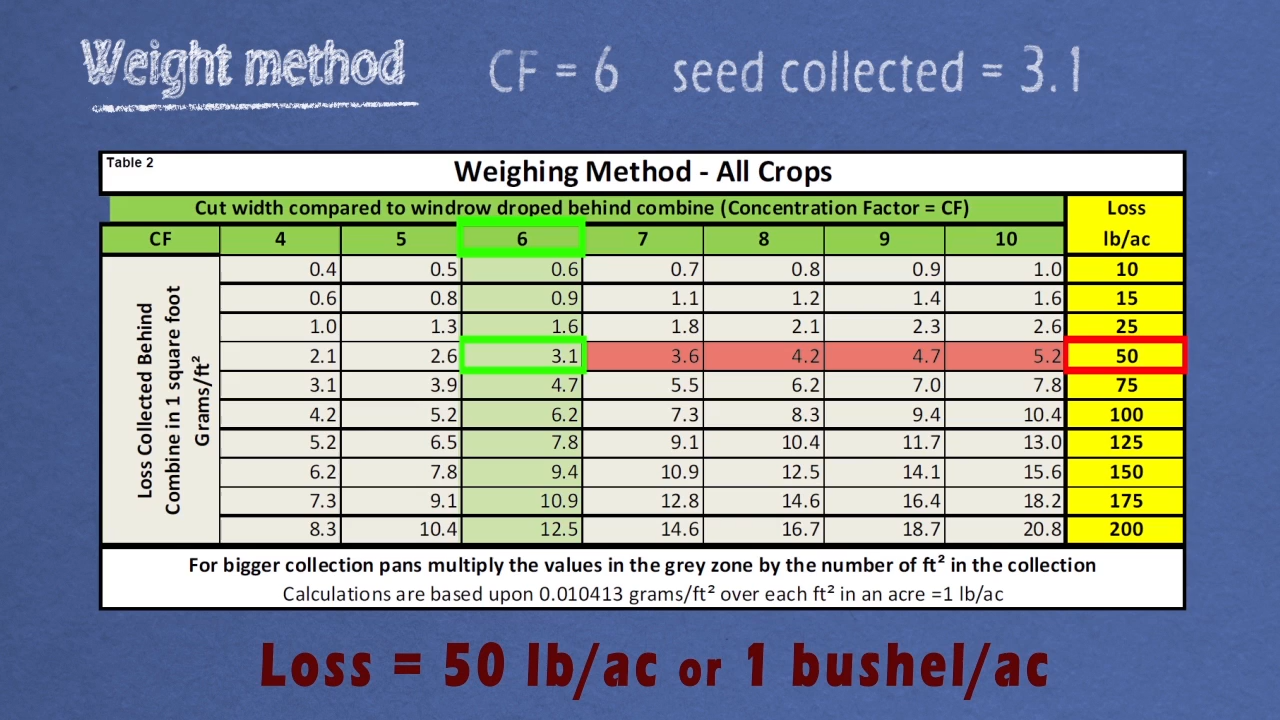 Weight method CF = 6 seed collected = 3.1
Table 2
Weighing Method - All Crops
Cut width compared to windrow droped behind combine (Concentration Factor = CF) Loss
CF 4 5 6 7 8 9 10 lb/ac
Loss Collected Behind
Combine in 1 square foot
Grams/ft²
0.4 0.5 0.6 0.7 0.8 0.9 1.0 10
0.6 0.8 0.9 1.1 1.2 1.4 1.6 15
1.0 1.3 1.6 1.8 2.1 2.3 2.6 25
2.1 2.6 3.1 3.6 4.2 4.7 5.2 50
3.1 3.9 4.7 5.5 6.2 7.0 7.8 75
4.2 5.2 6.2 7.3 8.3 9.4 10.4 100
5.2 6.5 7.8 9.1 10.4 11.7 13.0 125
6.2 7.8 9.4 10.9 12.5 14.1 15.6 150
7.3 9.1 10.9 12.8 14.6 16.4 18.2 175
8.3 10.4 12.5 14.6 16.7 18.7 20.8 200
For bigger collection pans multiply the values in the grey zone by the number of ft² in the collection
Calculations are based upon 0.010413 grams/ft² over each ft² in an acre =1 lb/ac
Loss = 50 lb/ac or 1 bushel/ac